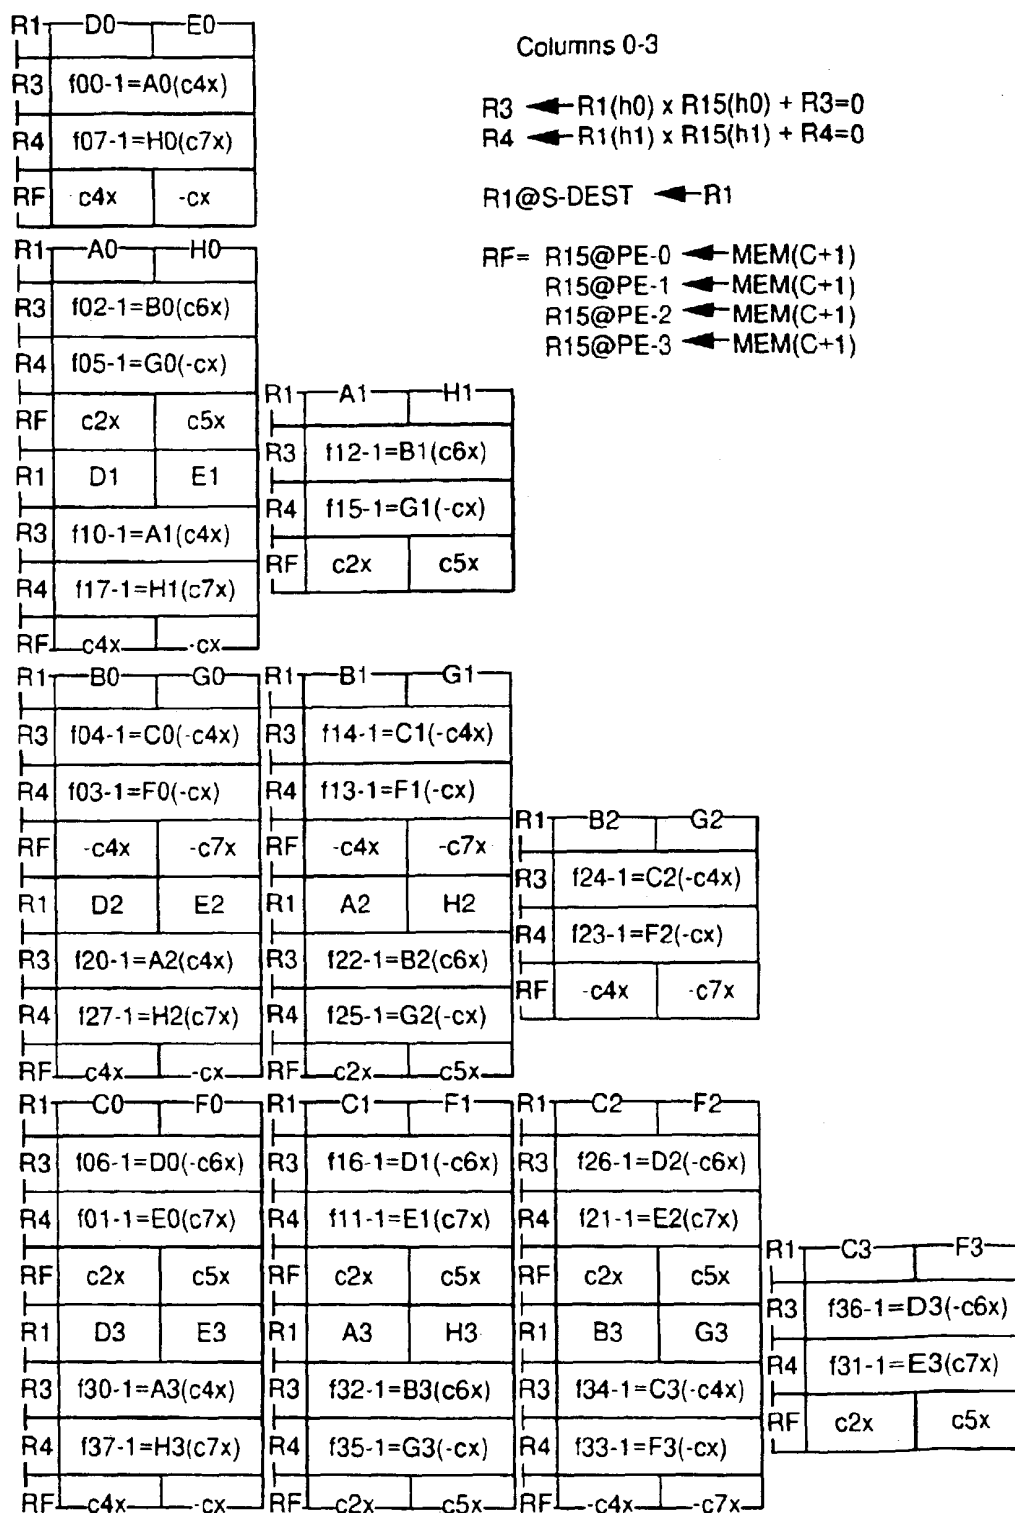 Columns 0-3
R3 ← R1(h0) x R15(h0) + R3=0
R4 ← R1(h1) x R15(h1) + R4=0
R1@S-DEST ← R1
RF= R15@PE-0 ← MEM(C+1)
R15@PE-1 ← MEM(C+1)
R15@PE-2 ← MEM(C+1)
R15@PE-3 ← MEM(C+1)
R1 D0 E0
R3 f00-1=A0(c4x)
R4 f07-1=H0(c7x)
RF c4x -cx
R1 A0 H0
R3 f02-1=B0(c6x)
R4 f05-1=G0(-cx)
RF c2x c5x
R1 D1 E1
R3 f10-1=A1(c4x)
R4 f17-1=H1(c7x)
RF c4x -cx
R1 A1 H1
R3 f12-1=B1(c6x)
R4 f15-1=G1(-cx)
RF c2x c5x
R1 B0 G0
R3 f04-1=C0(-c4x)
R4 f03-1=F0(-cx)
RF -c4x -c7x
R1 D2 E2
R3 f20-1=A2(c4x)
R4 f27-1=H2(c7x)
RF c4x -cx
R1 B1 G1
R3 f14-1=C1(-c4x)
R4 f13-1=F1(-cx)
RF -c4x -c7x
R1 A2 H2
R3 f22-1=B2(c6x)
R4 f25-1=G2(-cx)
RF c2x c5x
R1 B2 G2
R3 f24-1=C2(-c4x)
R4 f23-1=F2(-cx)
RF -c4x -c7x
R1 C0 F0
R3 f06-1=D0(-c6x)
R4 f01-1=E0(c7x)
RF c2x c5x
R1 D3 E3
R3 f30-1=A3(c4x)
R4 f37-1=H3(c7x)
RF c4x -cx
R1 C1 F1
R3 f16-1=D1(-c6x)
R4 f11-1=E1(c7x)
RF c2x c5x
R1 A3 H3
R3 f32-1=B3(c6x)
R4 f35-1=G3(-cx)
RF c2x c5x
R1 C2 F2
R3 f26-1=D2(-c6x)
R4 f21-1=E2(c7x)
RF c2x c5x
R1 B3 G3
R3 f34-1=C3(-c4x)
R4 f33-1=F3(-cx)
RF -c4x -c7x
R1 C3 F3
R3 f36-1=D3(-c6x)
R4 f31-1=E3(c7x)
RF c2x c5x